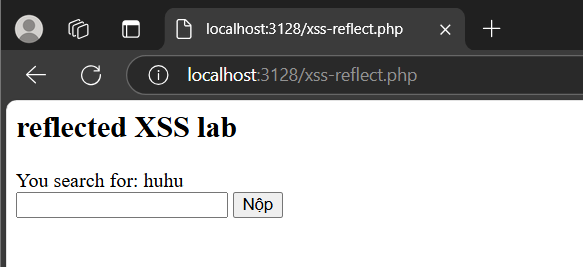 localhost:3128/xss-reflect.php
localhost:3128/xss-reflect.php
reflected XSS lab
You search for: huhu
Nộp